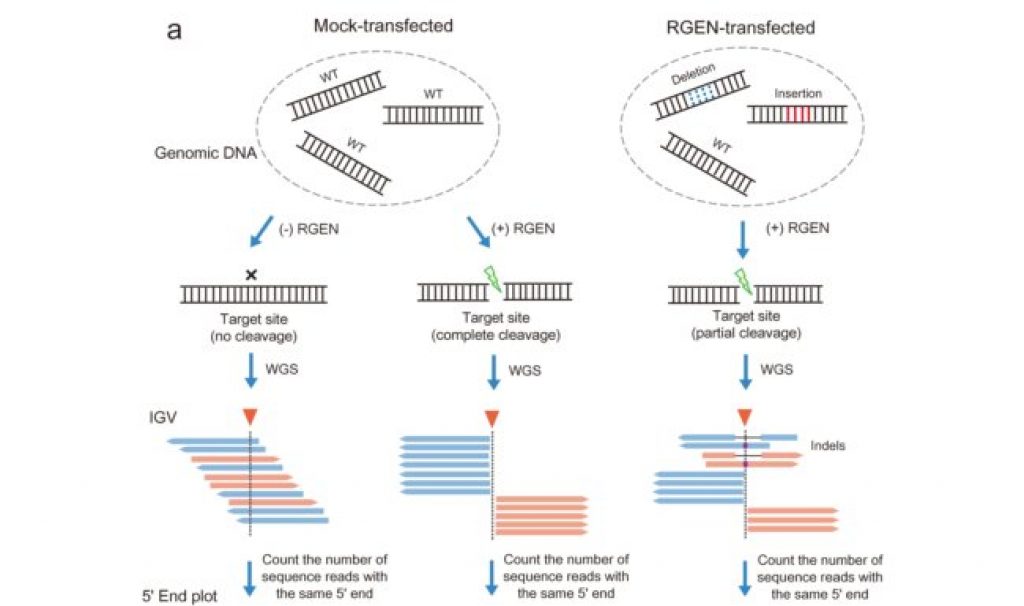 a
Mock-transfected
RGEN-transfected
WT
WT
WT
Deletion
Insertion
WT
Genomic DNA
(-) RGEN
(+) RGEN
(+) RGEN
×
Target site
(no cleavage)
Target site
(complete cleavage)
Target site
(partial cleavage)
WGS
WGS
WGS
IGV
Indels
Count the number of
sequence reads with
the same 5' end
Count the number of
sequence reads with
the same 5' end
Count the number of
sequence reads with
the same 5' end
5' End plot